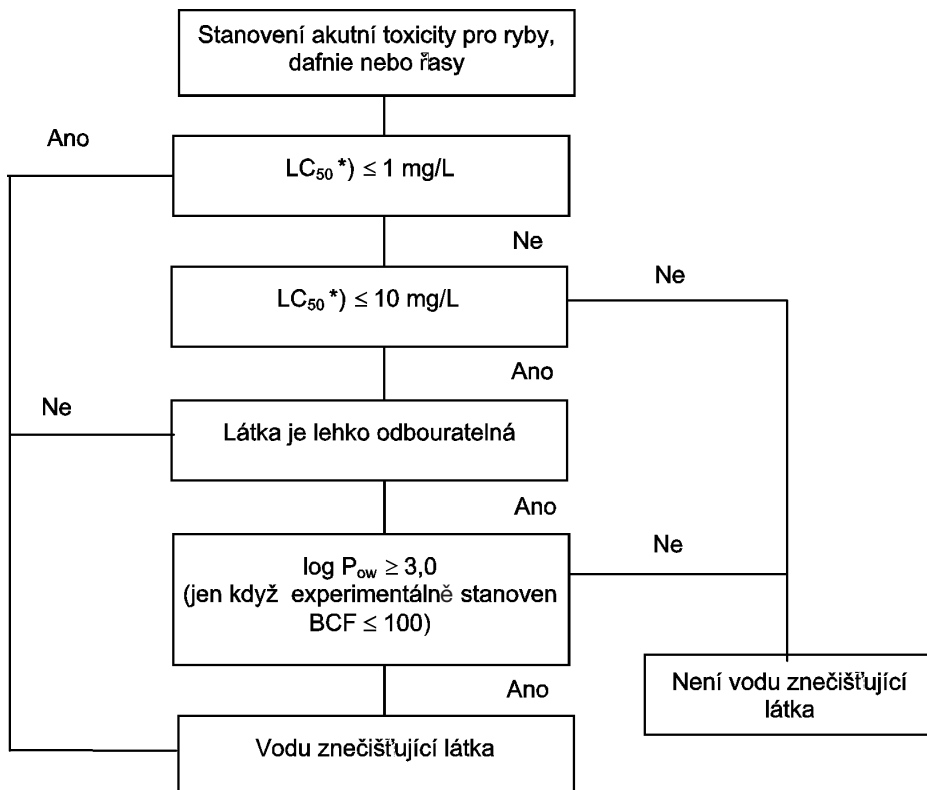 Stanovení akutní toxicity pro ryby,
dafnie nebo řasy
Ano
LC50 *) ≤ 1 mg/L
Ne
Ne
LC50 *) ≤ 10 mg/L
Ano
Ne
Látka je lehko odbouratelná
Ano
Ne
log Pow ≥ 3,0
(jen když experimentálně stanoven
BCF ≤ 100)
Ano
Není vodu znečišťující
látka
Vodu znečišťující látka